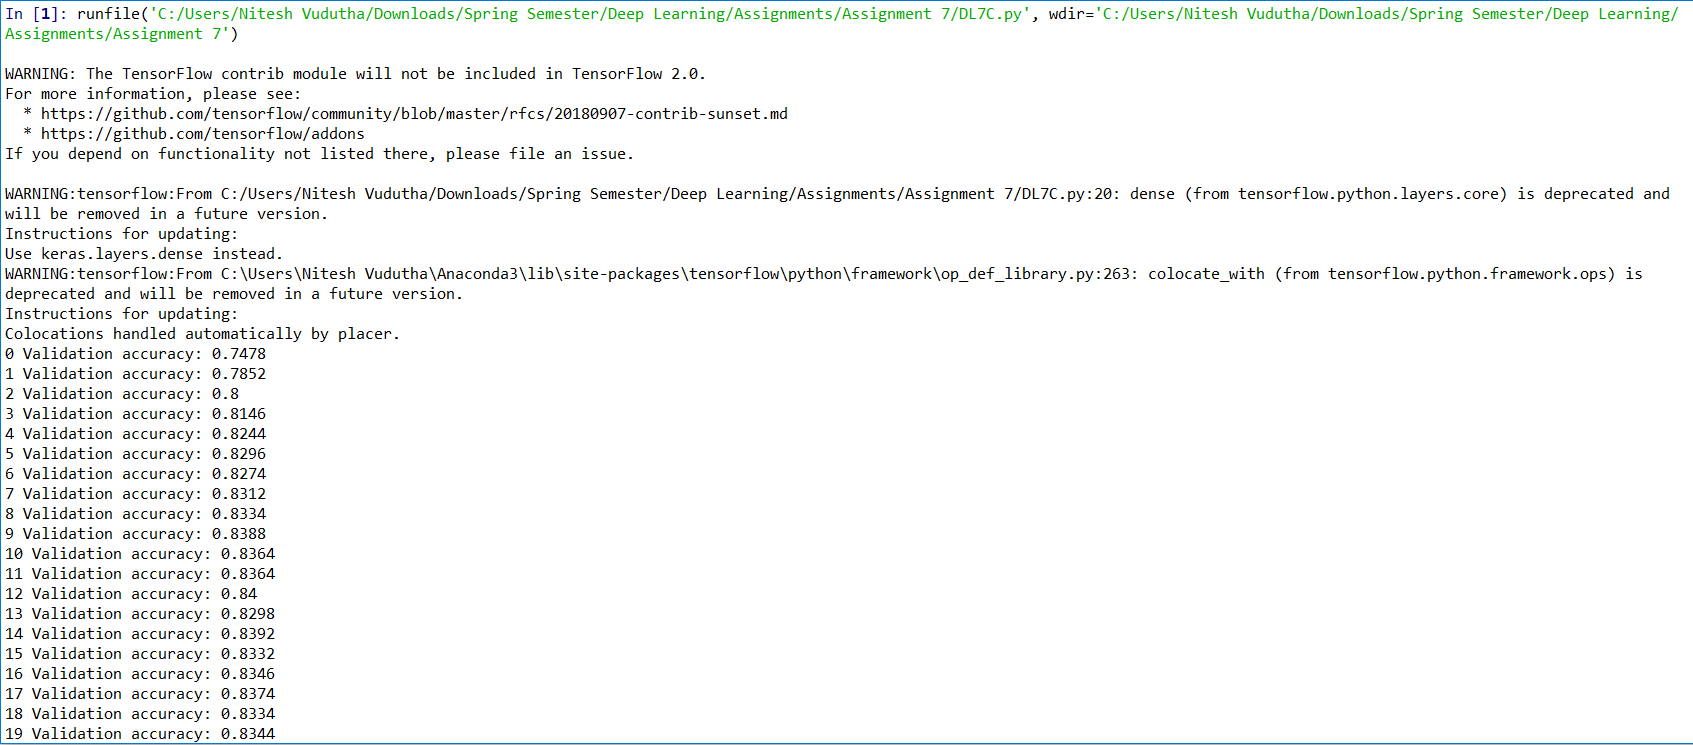 In [1]: runfile('C:/Users/Nitesh Vudutha/Downloads/Spring Semester/Deep Learning/Assignments/Assignment 7/DL7C.py', wdir='C:/Users/Nitesh Vudutha/Downloads/Spring Semester/Deep Learning/
Assignments/Assignment 7')
WARNING: The TensorFlow contrib module will not be included in TensorFlow 2.0.
For more information, please see:
  * https://github.com/tensorflow/community/blob/master/rfcs/20180907-contrib-sunset.md
  * https://github.com/tensorflow/addons
If you depend on functionality not listed there, please file an issue.
WARNING:tensorflow:From C:/Users/Nitesh Vudutha/Downloads/Spring Semester/Deep Learning/Assignments/Assignment 7/DL7C.py:20: dense (from tensorflow.python.layers.core) is deprecated and
will be removed in a future version.
Instructions for updating:
Use keras.layers.dense instead.
WARNING:tensorflow:From C:\Users\Nitesh Vudutha\Anaconda3\lib\site-packages\tensorflow\python\framework\op_def_library.py:263: colocate_with (from tensorflow.python.framework.ops) is
deprecated and will be removed in a future version.
Instructions for updating:
Colocations handled automatically by placer.
0 Validation accuracy: 0.7478
1 Validation accuracy: 0.7852
2 Validation accuracy: 0.8
3 Validation accuracy: 0.8146
4 Validation accuracy: 0.8244
5 Validation accuracy: 0.8296
6 Validation accuracy: 0.8274
7 Validation accuracy: 0.8312
8 Validation accuracy: 0.8334
9 Validation accuracy: 0.8388
10 Validation accuracy: 0.8364
11 Validation accuracy: 0.8364
12 Validation accuracy: 0.84
13 Validation accuracy: 0.8298
14 Validation accuracy: 0.8392
15 Validation accuracy: 0.8332
16 Validation accuracy: 0.8346
17 Validation accuracy: 0.8374
18 Validation accuracy: 0.8334
19 Validation accuracy: 0.8344